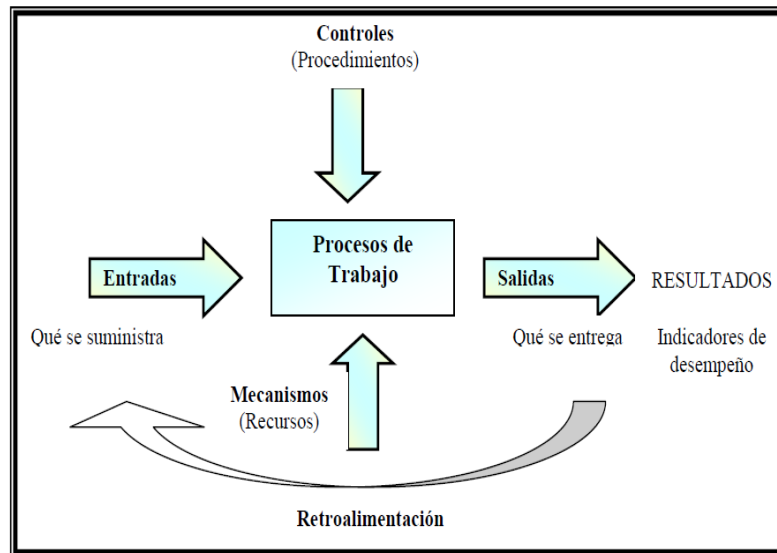 Controles
(Procedimientos)
Procesos de
Trabajo
Entradas
Salidas
RESULTADOS
Qué se suministra
Qué se entrega
Indicadores de
desempeño
Mecanismos
(Recursos)
Retroalimentación